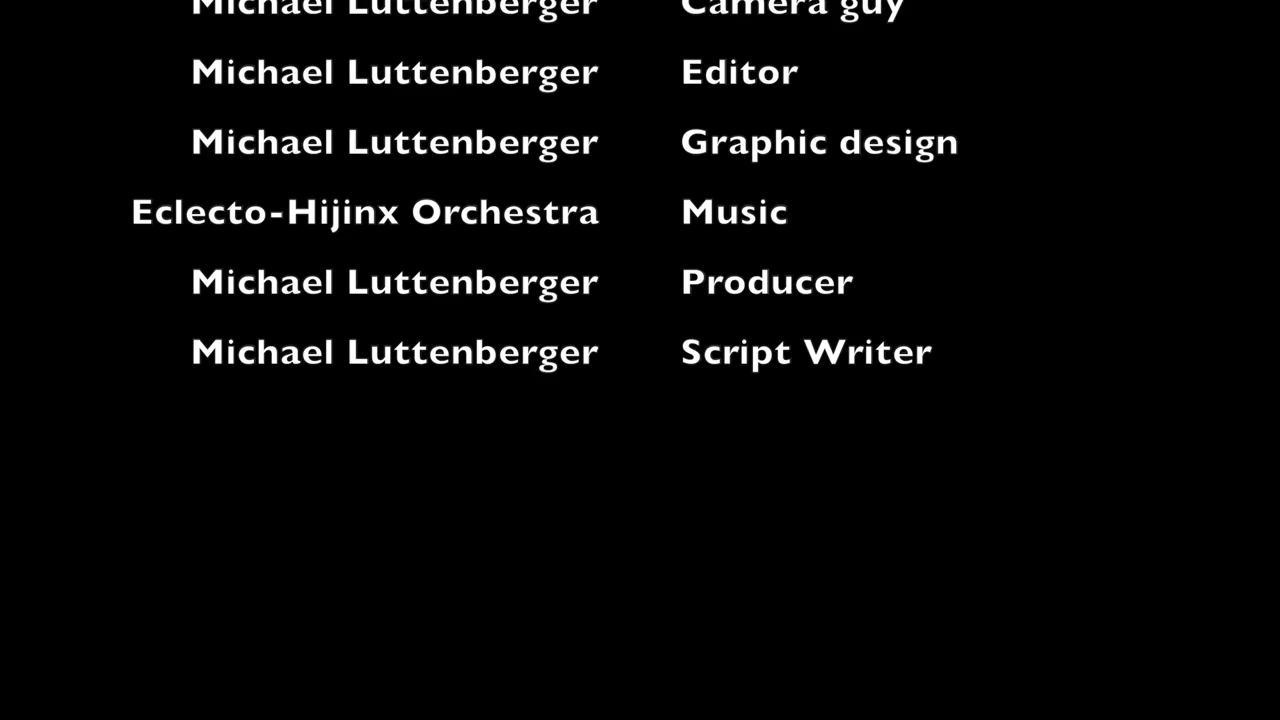 Michael Luttenberger Camera guy
Michael Luttenberger Editor
Michael Luttenberger Graphic design
Eclecto-Hijinx Orchestra Music
Michael Luttenberger Producer
Michael Luttenberger Script Writer